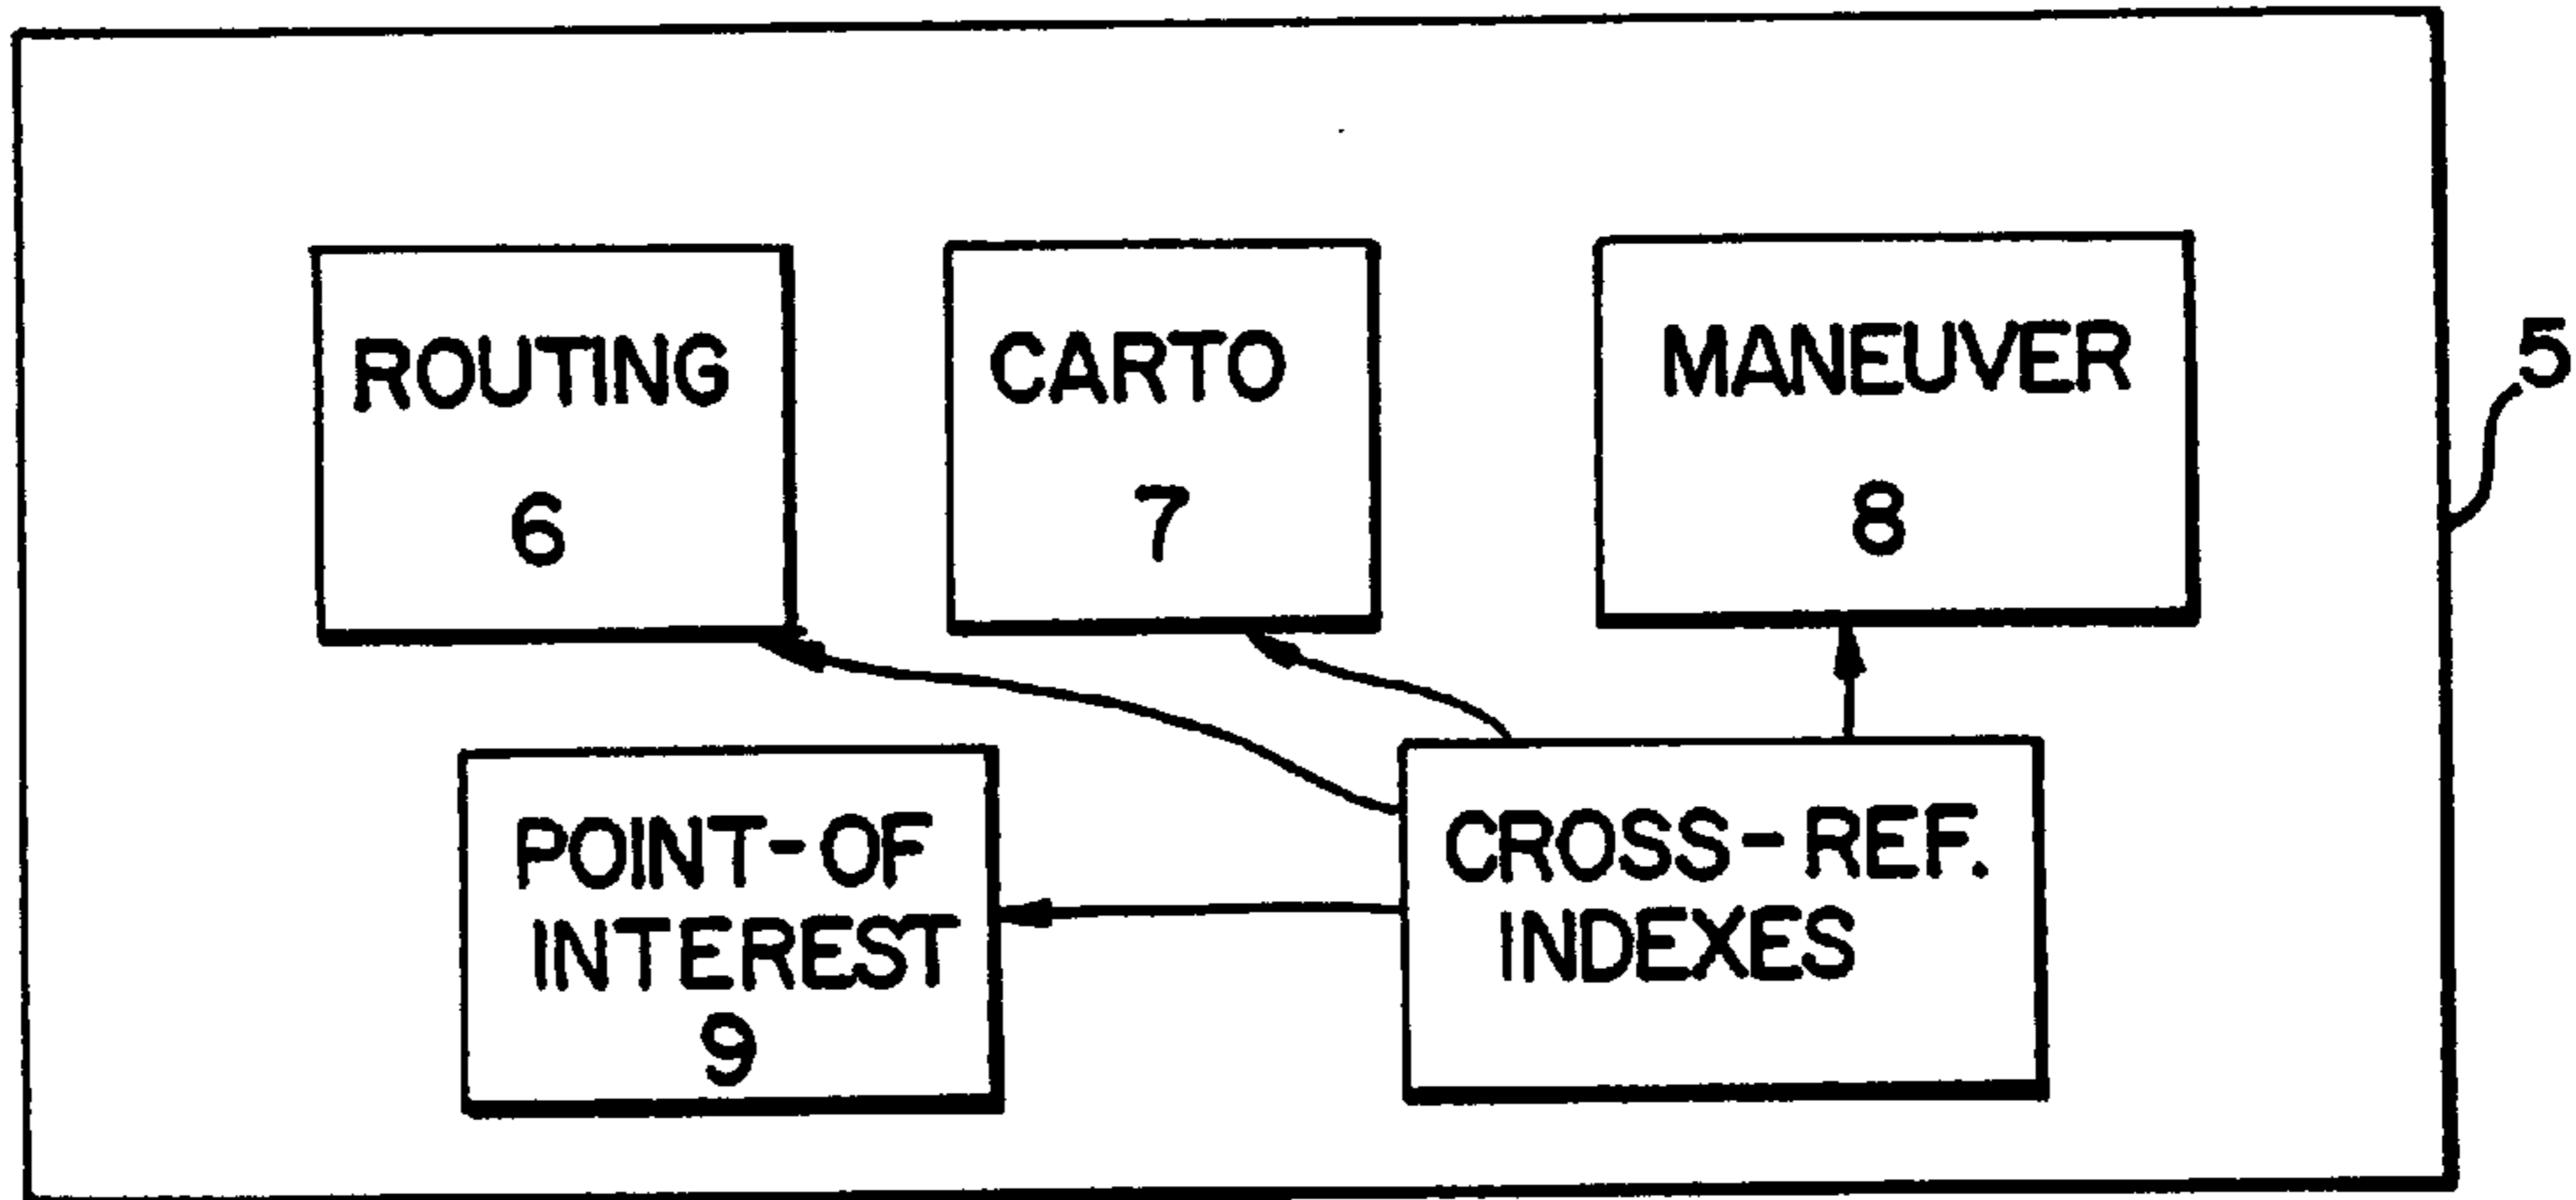 ROUTING
6
CARTO
7
MANEUVER
8
5
POINT-OF
INTEREST
9
CROSS-REF.
INDEXES